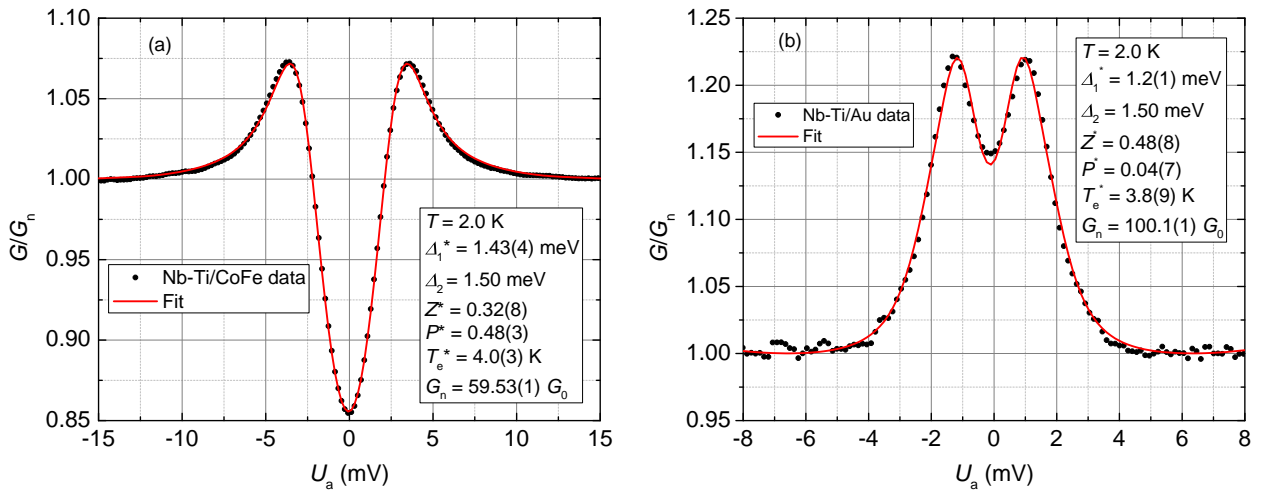 (a)
1.10
1.05
1.00
0.95
0.90
0.85
G/Gₙ
-15
-10
-5
0
5
10
15
Uₐ (mV)
Nb-Ti/CoFe data
Fit
T = 2.0 K
Δ₁* = 1.43(4) meV
Δ₂ = 1.50 meV
Z* = 0.32(8)
P* = 0.48(3)
Tₑ* = 4.0(3) K
Gₙ = 59.53(1) G₀
(b)
1.25
1.20
1.15
1.10
1.05
1.00
0.95
G/Gₙ
-8
-6
-4
-2
0
2
4
6
8
Uₐ (mV)
Nb-Ti/Au data
Fit
T = 2.0 K
Δ₁* = 1.2(1) meV
Δ₂ = 1.50 meV
Z* = 0.48(8)
P* = 0.04(7)
Tₑ* = 3.8(9) K
Gₙ = 100.1(1) G₀